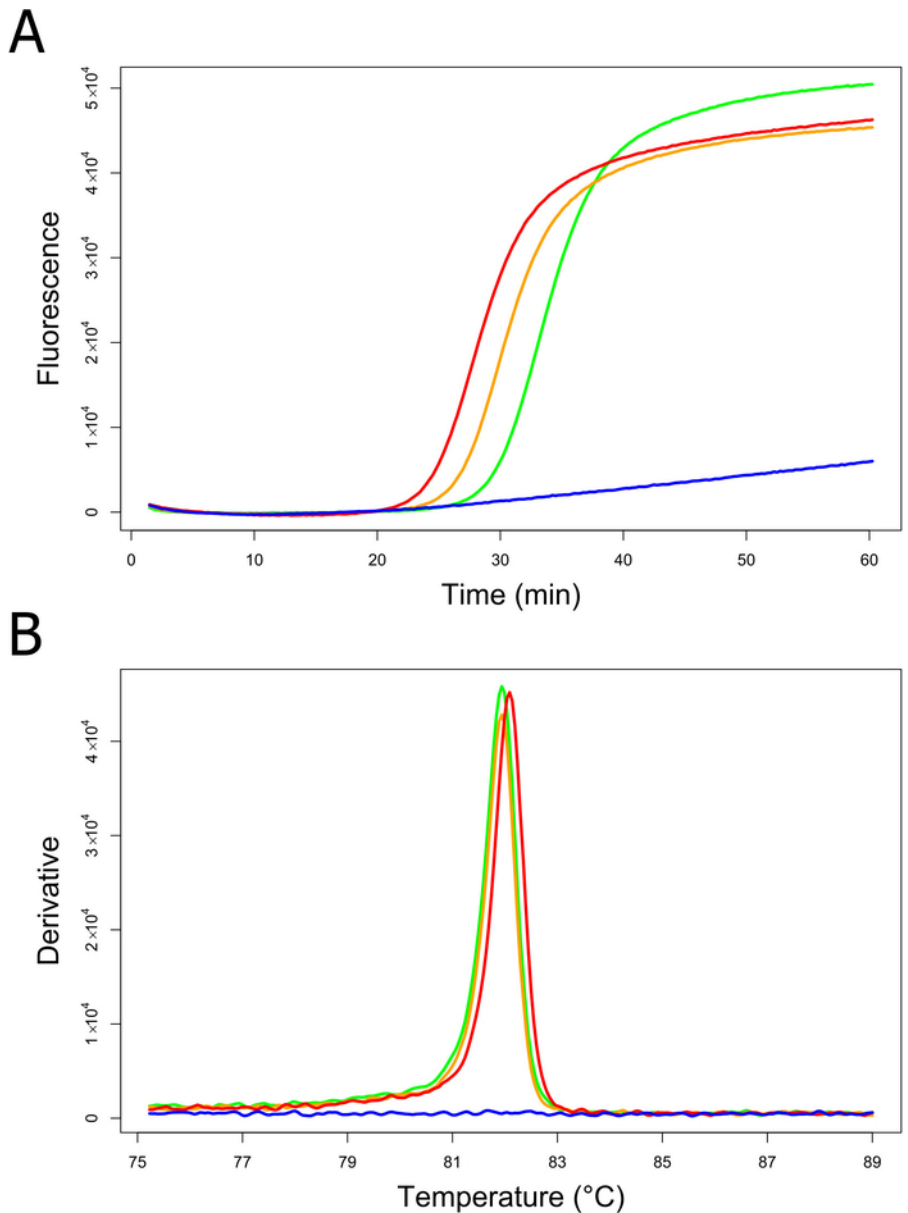 A
Fluorescence
5×10⁴
4×10⁴
3×10⁴
2×10⁴
1×10⁴
0
0 10 20 30 40 50 60
Time (min)
B
Derivative
4×10⁴
3×10⁴
2×10⁴
1×10⁴
0
75 77 79 81 83 85 87 89
Temperature (°C)